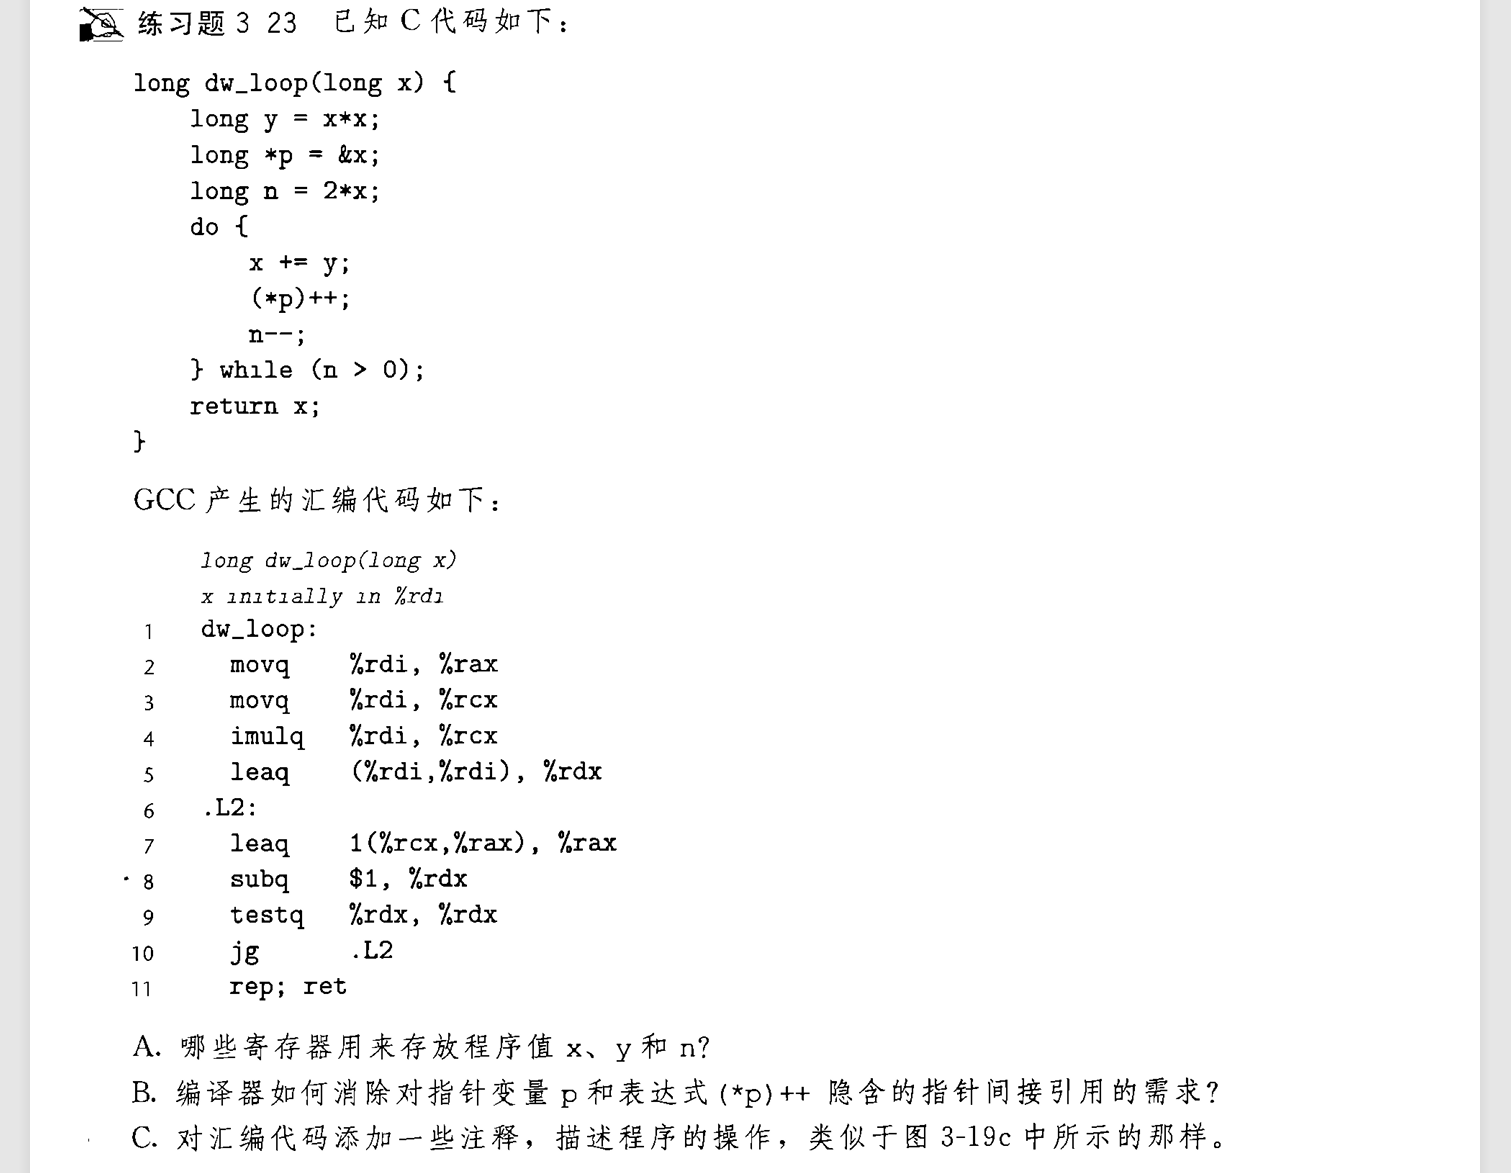 练习题 3 23 已知 C 代码如下：
long dw_loop(long x) {
long y = x*x;
long *p = &x;
long n = 2*x;
do {
x += y;
(*p)++;
n--;
} while (n > 0);
return x;
}
GCC 产生的汇编代码如下：
long dw_loop(long x)
x initially in %rdi
1 dw_loop:
2 movq %rdi, %rax
3 movq %rdi, %rcx
4 imulq %rdi, %rcx
5 leaq (%rdi,%rdi), %rdx
6 .L2:
7 leaq 1(%rcx,%rax), %rax
8 subq $1, %rdx
9 testq %rdx, %rdx
10 jg .L2
11 rep; ret
A. 哪些寄存器用来存放程序值 x、y 和 n?
B. 编译器如何消除对指针变量 p 和表达式 (*p)++ 隐含的指针间接引用的需求?
C. 对汇编代码添加一些注释，描述程序的操作，类似于图 3-19c 中所示的那样。